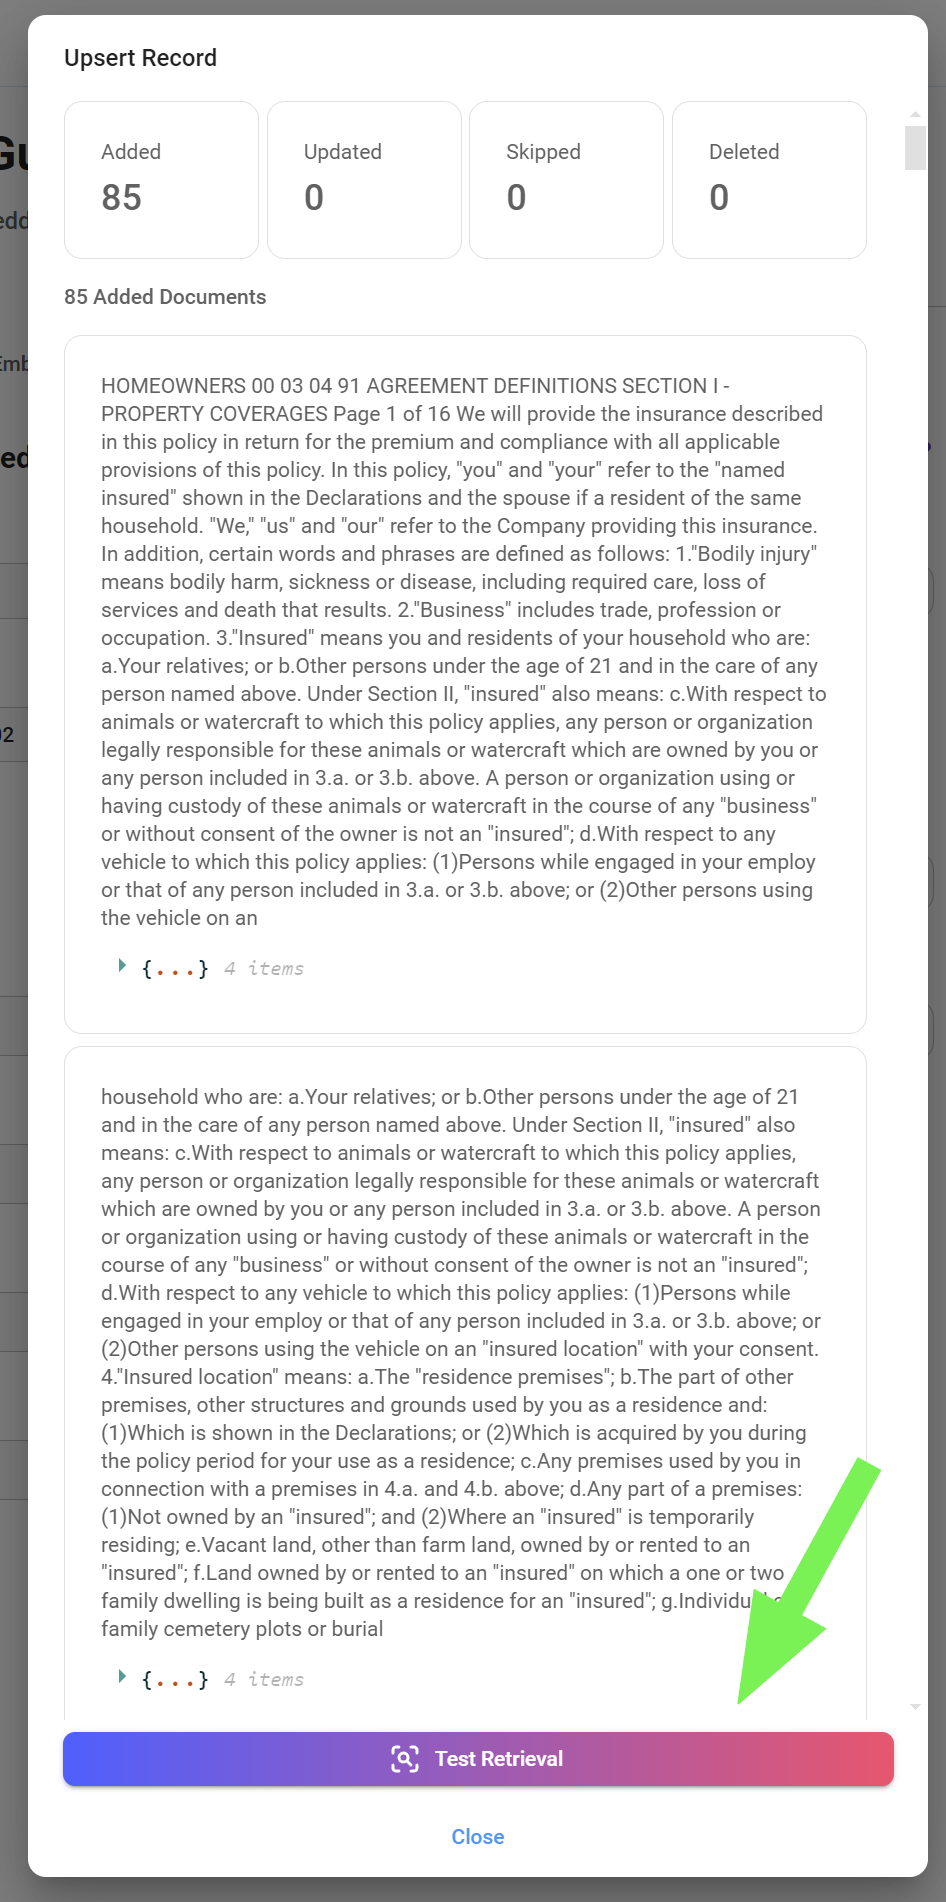 Upsert Record
Added
85
Updated
0
Skipped
0
Deleted
0
85 Added Documents
HOMEOWNERS 00 03 04 91 AGREEMENT DEFINITIONS SECTION I -
PROPERTY COVERAGES Page 1 of 16 We will provide the insurance described
in this policy in return for the premium and compliance with all applicable
provisions of this policy. In this policy, "you" and "your" refer to the "named
insured" shown in the Declarations and the spouse if a resident of the same
household. "We," "us" and "our" refer to the Company providing this insurance.
In addition, certain words and phrases are defined as follows: 1."Bodily injury"
means bodily harm, sickness or disease, including required care, loss of
services and death that results. 2."Business" includes trade, profession or
occupation. 3."Insured" means you and residents of your household who are:
a.Your relatives; or b.Other persons under the age of 21 and in the care of any
person named above. Under Section II, "insured" also means: c.With respect to
animals or watercraft to which this policy applies, any person or organization
legally responsible for these animals or watercraft which are owned by you or
any person included in 3.a. or 3.b. above. A person or organization using or
having custody of these animals or watercraft in the course of any "business"
or without consent of the owner is not an "insured"; d.With respect to any
vehicle to which this policy applies: (1)Persons while engaged in your employ
or that of any person included in 3.a. or 3.b. above; or (2)Other persons using
the vehicle on an
{...} 4 items
household who are: a.Your relatives; or b.Other persons under the age of 21
and in the care of any person named above. Under Section II, "insured" also
means: c.With respect to animals or watercraft to which this policy applies,
any person or organization legally responsible for these animals or watercraft
which are owned by you or any person included in 3.a. or 3.b. above. A person
or organization using or having custody of these animals or watercraft in the
course of any "business" or without consent of the owner is not an "insured";
d.With respect to any vehicle to which this policy applies: (1)Persons while
engaged in your employ or that of any person included in 3.a. or 3.b. above; or
(2)Other persons using the vehicle on an "insured location" with your consent.
4."Insured location" means: a.The "residence premises"; b.The part of other
premises, other structures and grounds used by you as a residence and:
(1)Which is shown in the Declarations; or (2)Which is acquired by you during
the policy period for your use as a residence; c.Any premises used by you in
connection with a premises in 4.a. and 4.b. above; d.Any part of a premises:
(1)Not owned by an "insured"; and (2)Where an "insured" is temporarily
residing; e.Vacant land, other than farm land, owned by or rented to an
"insured"; f.Land owned by or rented to an "insured" on which a one or two
family dwelling is being built as a residence for an "insured";
family cemetery plots or burial
{...} 4 items
Test Retrieval
Close